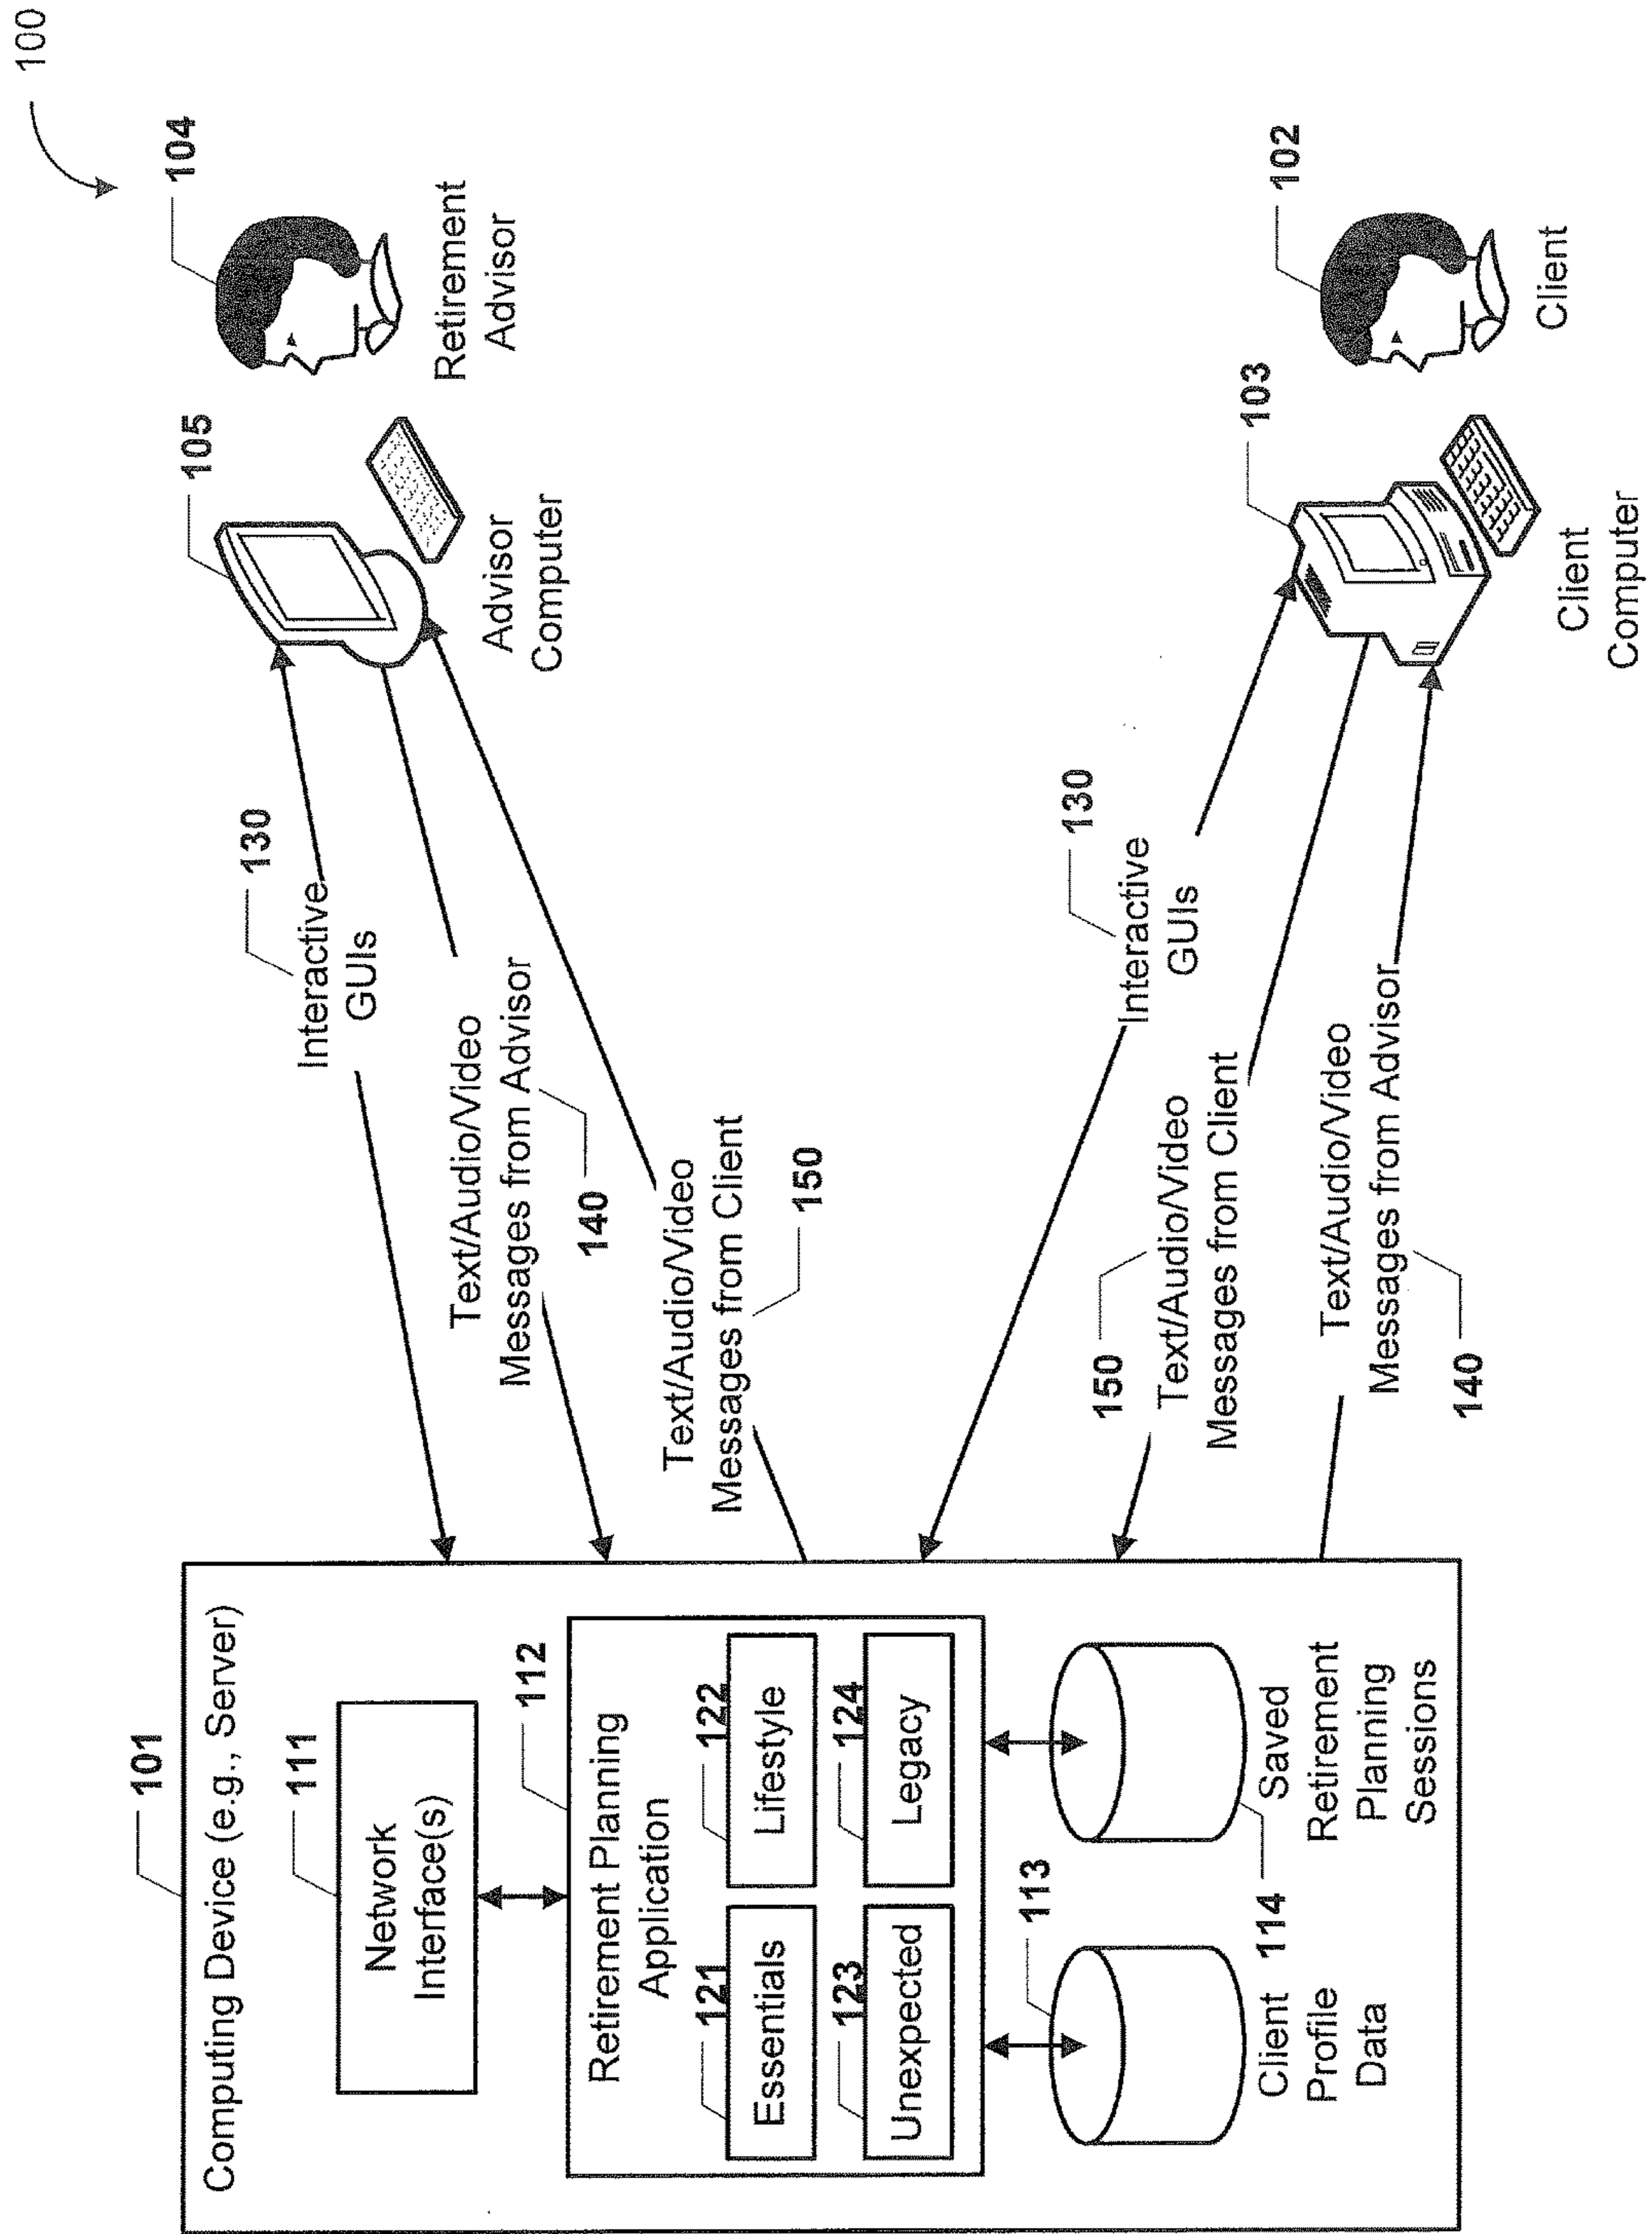 100
101
Computing Device (e.g., Server)
111
Network
Interface(s)
112
Retirement Planning
Application
121
Essentials
122
Lifestyle
123
Unexpected
124
Legacy
113
Client
Profile
Data
114
Saved
Retirement
Planning
Sessions
130
Interactive
GUIs
Text/Audio/Video
Messages from Advisor
140
Text/Audio/Video
Messages from Client
150
105
Advisor
Computer
104
Retirement
Advisor
130
Interactive
GUIs
150
Text/Audio/Video
Messages from Client
Text/Audio/Video
Messages from Advisor
140
103
Client
Computer
102
Client